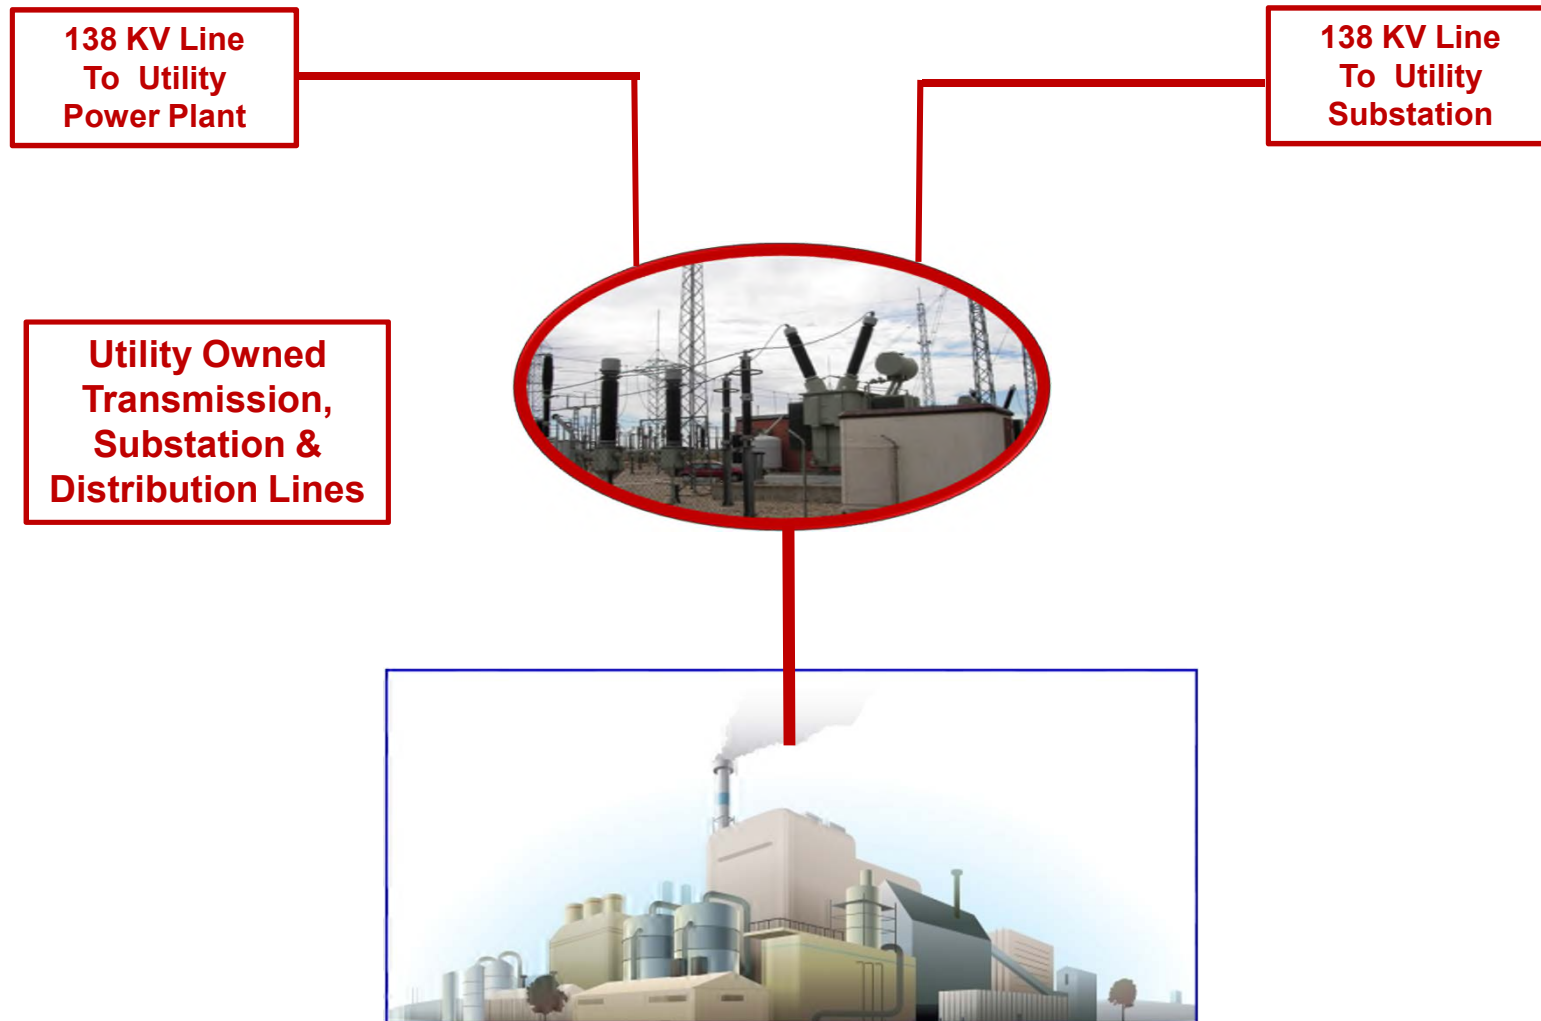 138 KV Line
To Utility
Power Plant
138 KV Line
To Utility
Substation
Utility Owned
Transmission,
Substation &
Distribution Lines